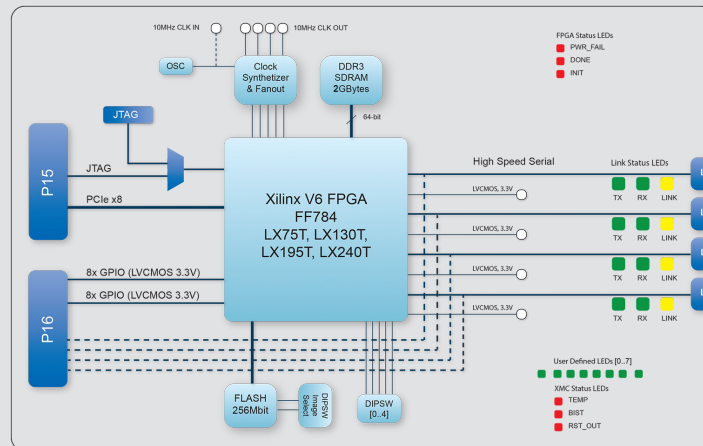 10MHz CLK IN
10MHz CLK OUT
FPGA Status LEDs
PWR_FAIL
DONE
INIT
OSC
Clock
Synthetizer
& Fanout
DDR3
SDRAM
2GBytes
64-bit
JTAG
P15
JTAG
PCIe x8
Xilinx V6 FPGA
FF784
LX75T, LX130T,
LX195T, LX240T
High Speed Serial
Link Status LEDs
LVCMOS, 3.3V
TX RX LINK
LVCMOS, 3.3V
TX RX LINK
LVCMOS, 3.3V
TX RX LINK
LVCMOS, 3.3V
TX RX LINK
P16
8x GPIO (LVCMOS 3.3V)
8x GPIO (LVCMOS 3.3V)
FLASH
256Mbit
DIPSW
Image
Select
DIPSW
[0..4]
User Defined LEDs [0..7]
XMC Status LEDs
TEMP
BIST
RST_OUT